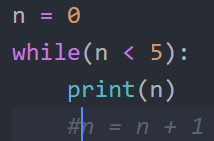 n = 0
while(n < 5):
    print(n)
    #n = n + 1